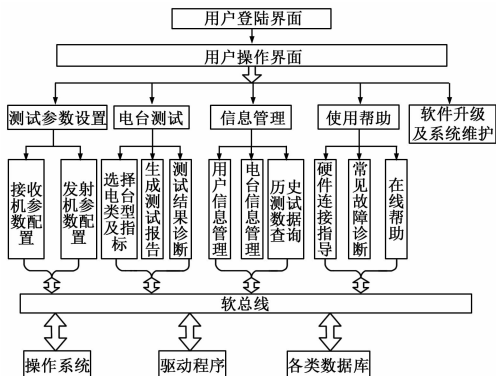 用户登陆界面
用户操作界面
测试参数设置
电台测试
信息管理
使用帮助
软件升级
及系统维护
接收机参数配置
发射机参数配置
选择电台类型及指标
生成测试报告
测试结果诊断
用户信息管理
电台信息管理
历史测试数据查询
硬件连接指导
常见故障诊断
在线帮助
软总线
操作系统
驱动程序
各类数据库